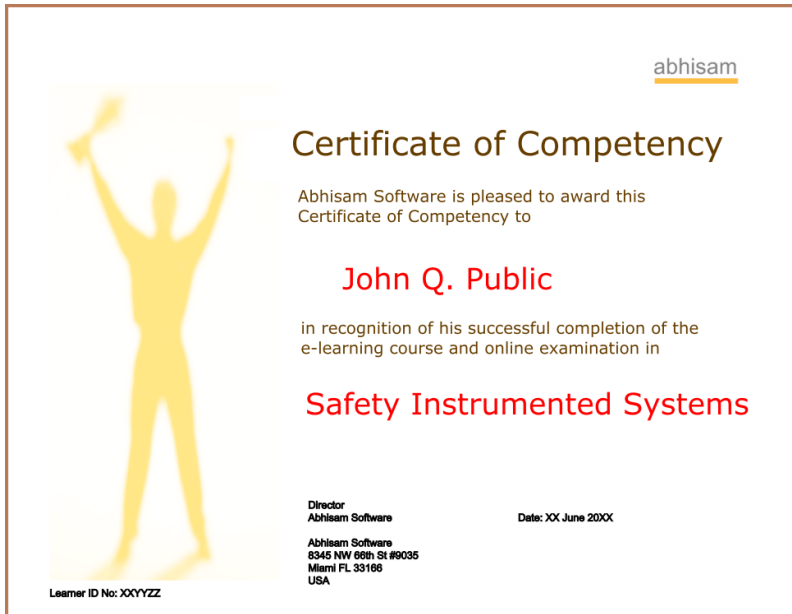 abhisam
Certificate of Competency
Abhisam Software is pleased to award this
Certificate of Competency to
John Q. Public
in recognition of his successful completion of the
e-learning course and online examination in
Safety Instrumented Systems
Director
Abhisam Software
Date: XX June 20XX
Abhisam Software
8345 NW 66th St #9035
Miami FL 33166
USA
Learner ID No: XXYYZZ